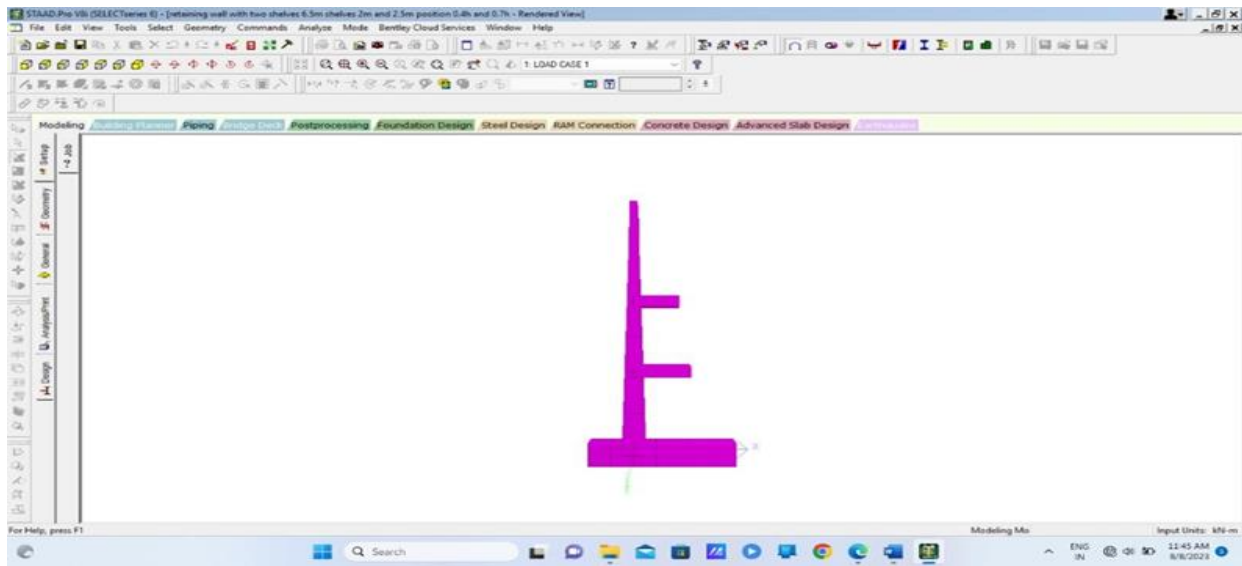 STAAD.Pro V8i (SELECTseries 6) - [retaining wall with two shelves 6.5m shelves 2m and 2.5m position 0.4h and 0.7h - Rendered View]
File Edit View Tools Select Geometry Commands Analyze Mode Bentley Cloud Services Window Help
1: LOAD CASE 1
Modeling Building Planner Piping Bridge Deck Postprocessing Foundation Design Steel Design RAM Connection Concrete Design Advanced Slab Design Earthquake
Setup
Job
Geometry
General
Analysis/Print
Design
For Help, press F1
Modeling Mo
Input Units: kN-m
Search
ENG
IN
11:45 AM
8/8/2023